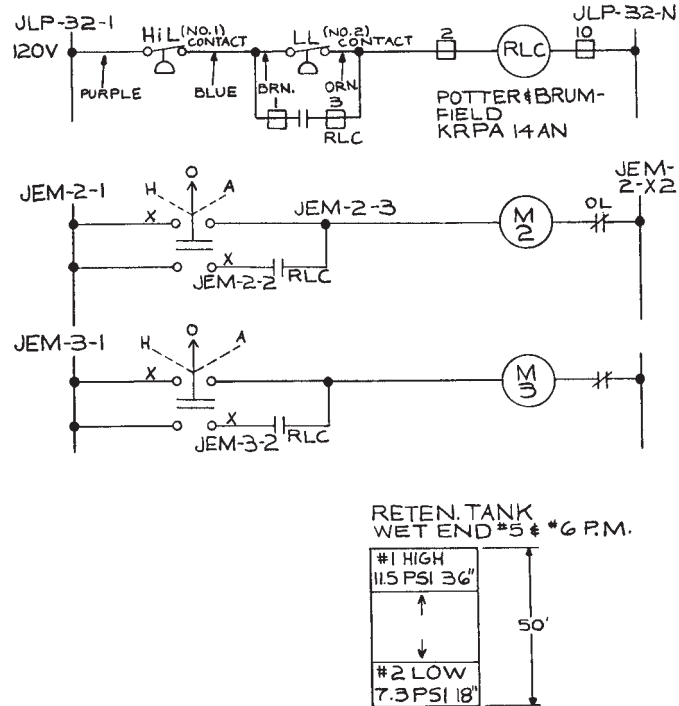 JLP-32-1
120V
HiL (NO.1) CONTACT
LL (NO.2) CONTACT
JLP-32-N
2
RLC
10
PURPLE
BLUE
BRN.
ORN.
1
3
RLC
POTTER & BRUM-
FIELD
KRPA 14AN
JEM-2-1
H
O
A
X
JEM-2-3
M
2
OL
JEM-
2-X2
X
JEM-2-2
RLC
JEM-3-1
H
O
A
X
M
3
X
JEM-3-2
RLC
RETEN. TANK
WET END #5 & #6 P.M.
#1 HIGH
11.5 PSI 36"
50'
#2 LOW
7.3 PSI 18"